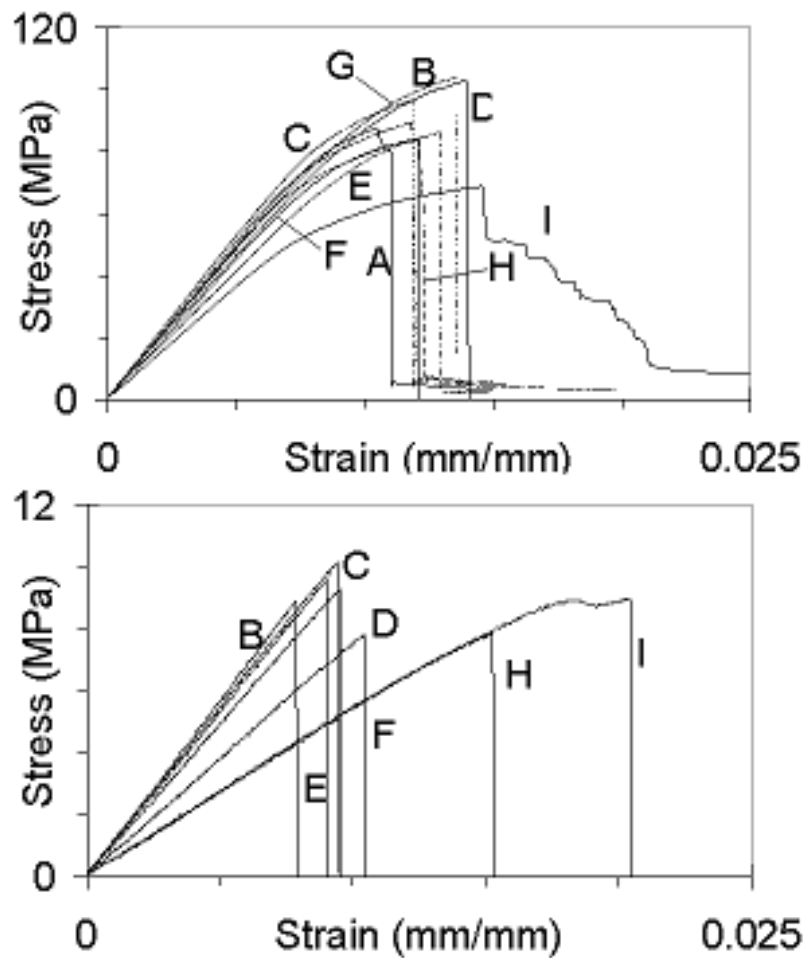 120
Stress (MPa)
G
B
D
C
E
F
A
H
I
0
0
Strain (mm/mm)
0.025
12
Stress (MPa)
C
B
D
H
I
F
E
0
0
Strain (mm/mm)
0.025